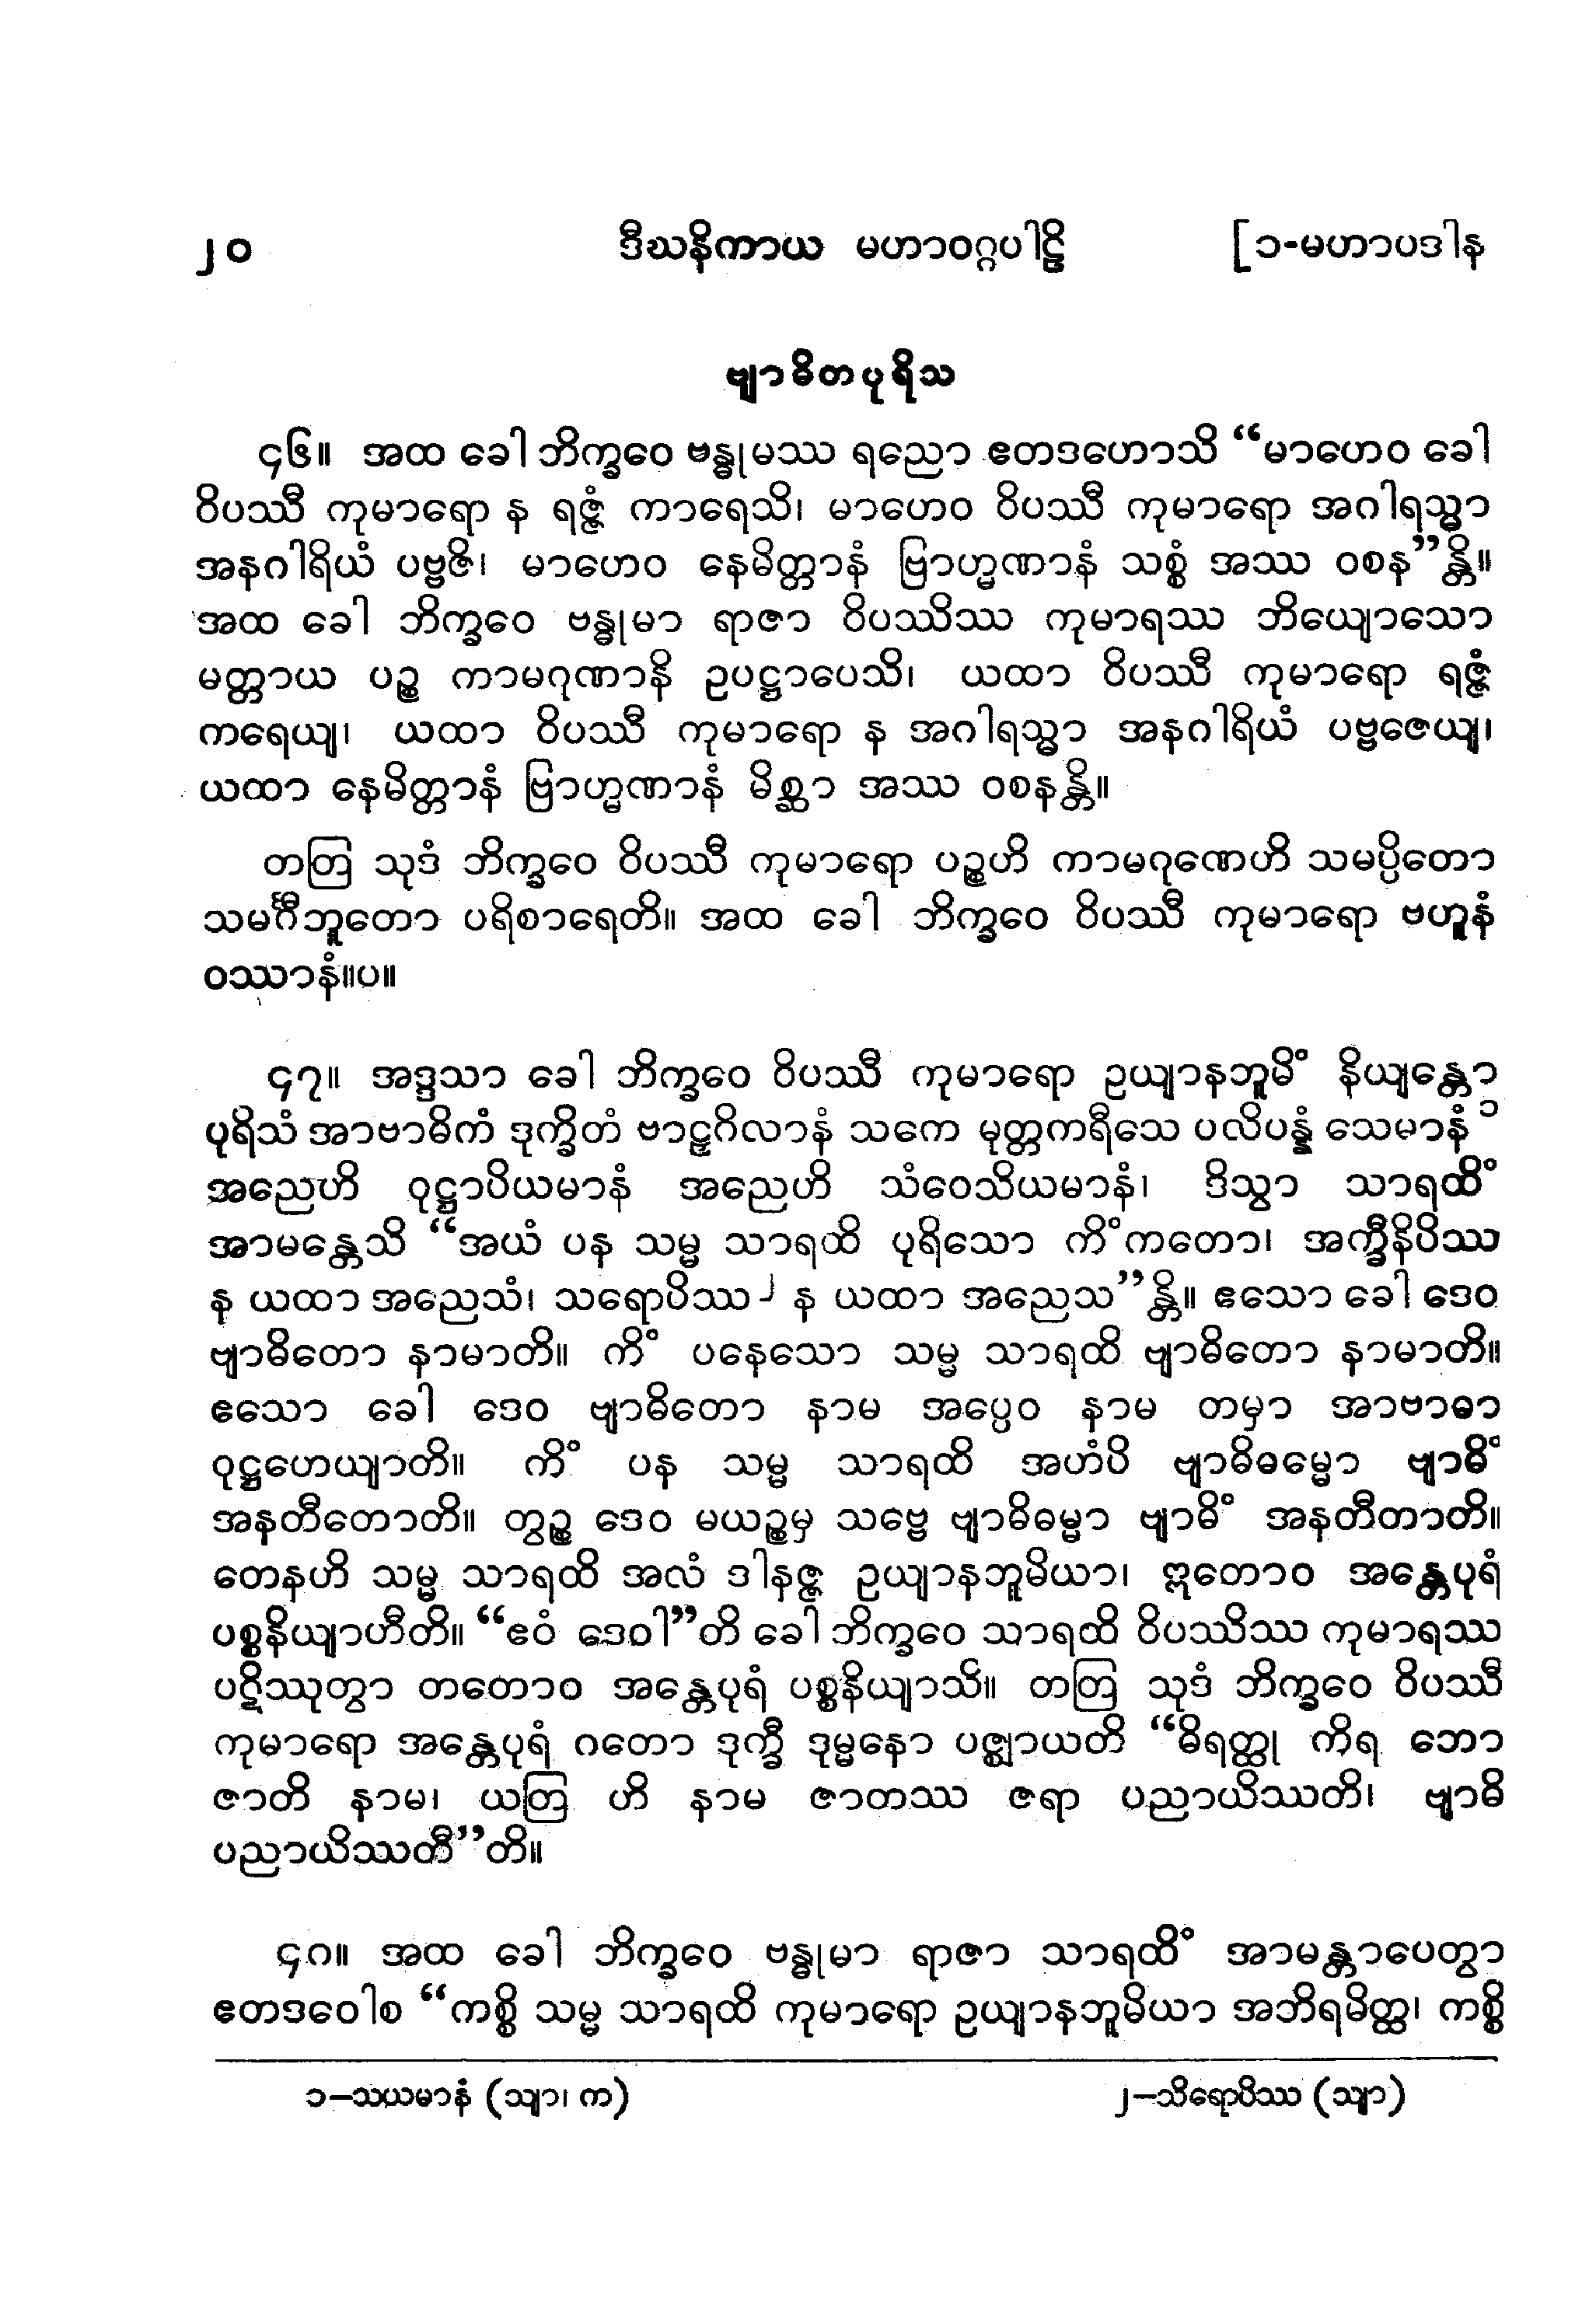 ၂၀ ဒီဃနိကာယ မဟာဝဂ္ဂပါဠိ [၁-မဟာပဒါန
ဗျာဓိတပုရိသ
၄၆။ အထ ခေါ ဘိက္ခဝေ ဗန္ဓုမဿ ရညော ဧတဒဟောသိ “မာဟေဝ ခေါ
ဝိပဿီ ကုမာရော န ရဇ္ဇံ ကာရေသိ၊ မာဟေဝ ဝိပဿီ ကုမာရော အဂါရသ္မာ
အနဂါရိယံ ပဗ္ဗဇိ၊ မာဟေဝ နေမိတ္တာနံ ဗြာဟ္မဏာနံ သစ္စံ အဿ ဝစန”န္တိ။
အထ ခေါ ဘိက္ခဝေ ဗန္ဓုမာ ရာဇာ ဝိပဿိဿ ကုမာရဿ ဘိယျောသော
မတ္တာယ ပဉ္စ ကာမဂုဏာနိ ဥပဋ္ဌာပေသိ၊ ယထာ ဝိပဿီ ကုမာရော ရဇ္ဇံ
ကရေယျ၊ ယထာ ဝိပဿီ ကုမာရော န အဂါရသ္မာ အနဂါရိယံ ပဗ္ဗဇေယျ၊
ယထာ နေမိတ္တာနံ ဗြာဟ္မဏာနံ မိစ္ဆာ အဿ ဝစနန္တိ။
တတြ သုဒံ ဘိက္ခဝေ ဝိပဿီ ကုမာရော ပဉ္စဟိ ကာမဂုဏေဟိ သမပ္ပိတော
သမင်္ဂီဘူတော ပရိစာရေတိ။ အထ ခေါ ဘိက္ခဝေ ဝိပဿီ ကုမာရော ဗဟူနံ
ဝဿာနံ။ပ။
၄၇။ အဒ္ဒသာ ခေါ ဘိက္ခဝေ ဝိပဿီ ကုမာရော ဥယျာနဘူမိံ နိယျန္တော
ပုရိသံ အာဗာဓိကံ ဒုက္ခိတံ ဗာဠှဂိလာနံ သကေ မုတ္တကရီသေ ပလိပန္နံ သေမာနံ၁
အညေဟိ ဝုဋ္ဌာပိယမာနံ အညေဟိ သံဝေသိယမာနံ၊ ဒိသွာ သာရထိံ
အာမန္တေသိ “အယံ ပန သမ္မ သာရထိ ပုရိသော ကိံကတော၊ အက္ခီနိပိဿ
န ယထာ အညေသံ၊ သရောပိဿ၂ န ယထာ အညေသ”န္တိ။ ဧသော ခေါ ဒေဝ
ဗျာဓိတော နာမာတိ။ ကိံ ပနေသော သမ္မ သာရထိ ဗျာဓိတော နာမာတိ။
ဧသော ခေါ ဒေဝ ဗျာဓိတော နာမ အပ္ပေဝ နာမ တမှာ အာဗာဓာ
ဝုဋ္ဌဟေယျာတိ။ ကိံ ပန သမ္မ သာရထိ အဟံပိ ဗျာဓိဓမ္မော ဗျာဓိံ
အနတီတောတိ။ တွဉ္စ ဒေဝ မယဉ္စမှ သဗ္ဗေ ဗျာဓိဓမ္မာ ဗျာဓိံ အနတီတာတိ။
တေနဟိ သမ္မ သာရထိ အလံ ဒါနဇ္ဇ ဥယျာနဘူမိယာ၊ ဣတောဝ အန္တေပုရံ
ပစ္စနိယျာဟီတိ။ “ဧဝံ ဒေဝါ”တိ ခေါ ဘိက္ခဝေ သာရထိ ဝိပဿိဿ ကုမာရဿ
ပဋိဿုတွာ တတောဝ အန္တေပုရံ ပစ္စနိယျာသိ။ တတြ သုဒံ ဘိက္ခဝေ ဝိပဿီ
ကုမာရော အန္တေပုရံ ဂတော ဒုက္ခီ ဒုမ္မနော ပဇ္ဈာယတိ “ဓိရတ္ထု ကိရ ဘော
ဇာတိ နာမ၊ ယတြ ဟိ နာမ ဇာတဿ ဇရာ ပညာယိဿတိ၊ ဗျာဓိ
ပညာယိဿတီ”တိ။
၄၈။ အထ ခေါ ဘိက္ခဝေ ဗန္ဓုမာ ရာဇာ သာရထိံ အာမန္တာပေတွာ
ဧတဒဝေါစ “ကစ္စိ သမ္မ သာရထိ ကုမာရော ဥယျာနဘူမိယာ အဘိရမိတ္ထ၊ ကစ္စိ
၁–သယမာနံ (သျာ၊ က) ၂–သိရောပိဿ (သျာ)